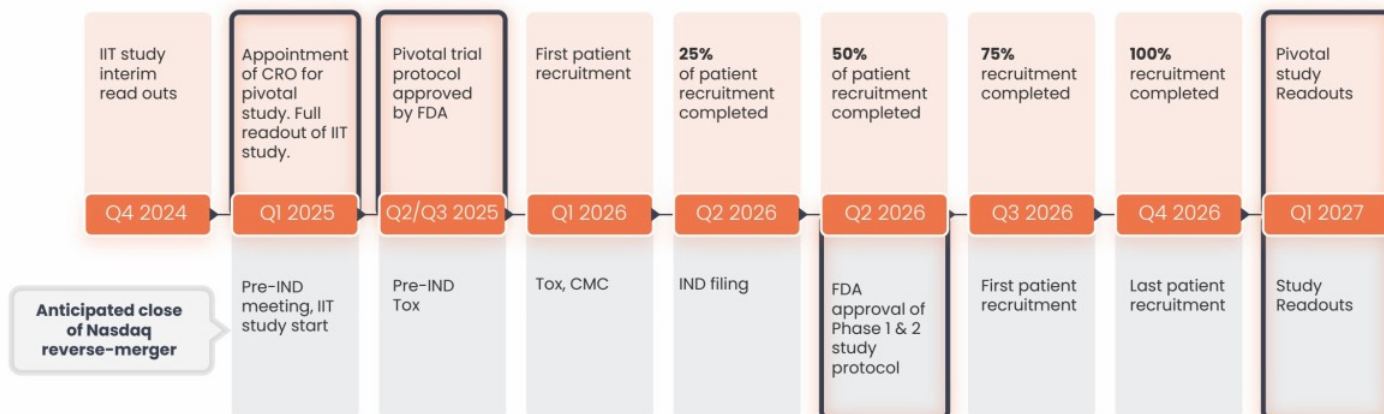 IIT study
interim
read outs
Appointment
of CRO for
pivotal
study. Full
readout of IIT
study.
Pivotal trial
protocol
approved
by FDA
First patient
recruitment
25%
of patient
recruitment
completed
50%
of patient
recruitment
completed
75%
recruitment
completed
100%
recruitment
completed
Pivotal
study
Readouts
Q4 2024
Q1 2025
Q2/Q3 2025
Q1 2026
Q2 2026
Q2 2026
Q3 2026
Q4 2026
Q1 2027
Anticipated close
of Nasdaq
reverse-merger
Pre-IND
meeting, IIT
study start
Pre-IND
Tox
Tox, CMC
IND filing
FDA
approval of
Phase 1 & 2
study
protocol
First patient
recruitment
Last patient
recruitment
Study
Readouts